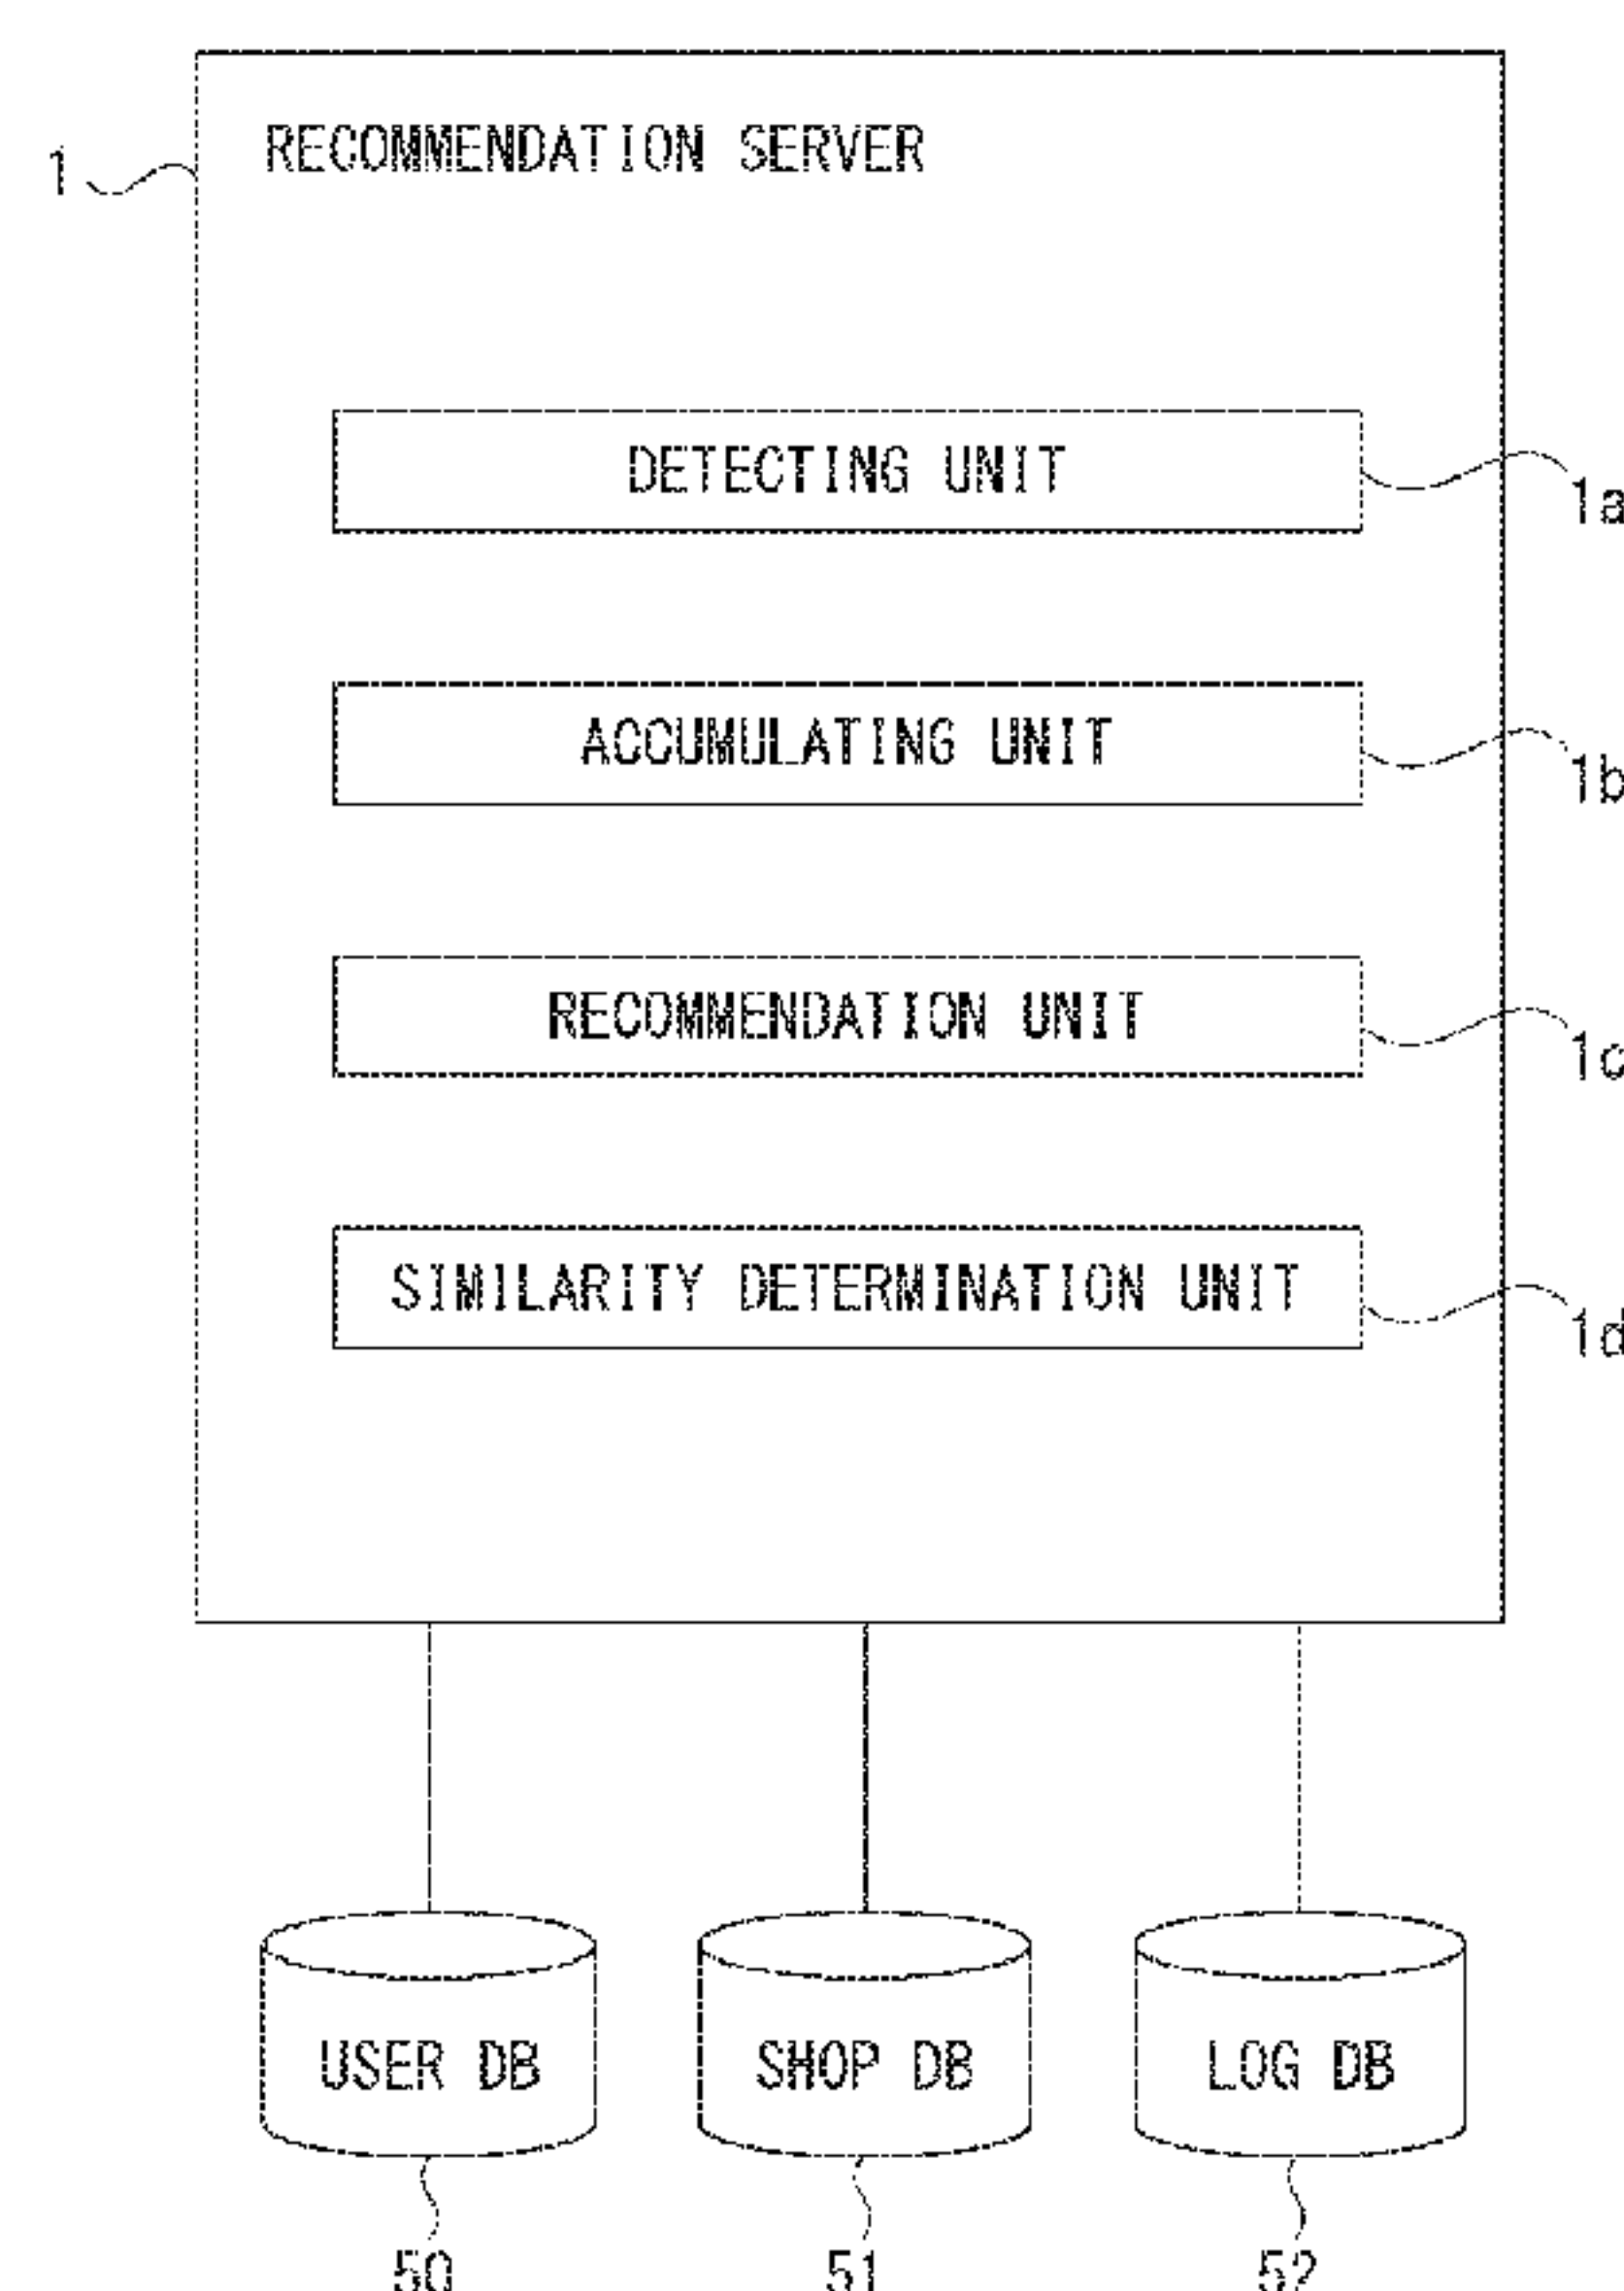 1
RECOMMENDATION SERVER
DETECTING UNIT
1a
ACCUMULATING UNIT
1b
RECOMMENDATION UNIT
1c
SIMILARITY DETERMINATION UNIT
1d
USER DB
SHOP DB
LOG DB
50
51
52